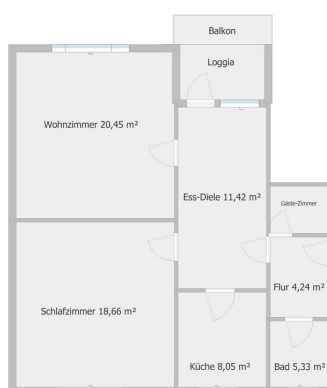 Balkon
Loggia
Wohnzimmer 20,45 m²
Ess-Diele 11,42 m²
Gäste-Zimmer
Flur 4,24 m²
Schlafzimmer 18,66 m²
Küche 8,05 m²
Bad 5,33 m²